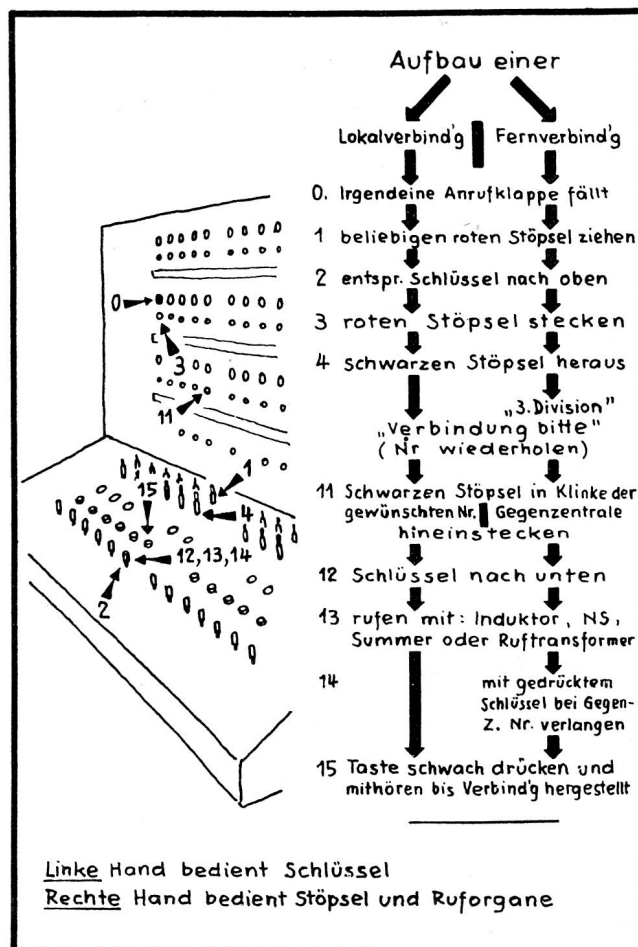 Aufbau einer
Lokalverbind'g Fernverbind'g
0. Irgendeine Anrufklappe fällt
1 beliebigen roten Stöpsel ziehen
2 entspr. Schlüssel nach oben
3 roten Stöpsel stecken
4 Schwarzen Stöpsel heraus
„3. Division"
„Verbindung bitte"
(Nr wiederholen)
11 Schwarzen Stöpsel in Klinke der
gewünschten Nr. Gegenzentrale
hineinstecken
12 Schlüssel nach unten
13 rufen mit: Induktor, NS,
Summer oder Ruftransformer
14 mit gedrücktem
Schlüssel bei Gegen-
Z. Nr. verlangen
15 Taste schwach drücken und
mithören bis Verbind'g hergestellt
0
3
11
1
15
4
12, 13, 14
2
Linke Hand bedient Schlüssel
Rechte Hand bedient Stöpsel und Ruforgane